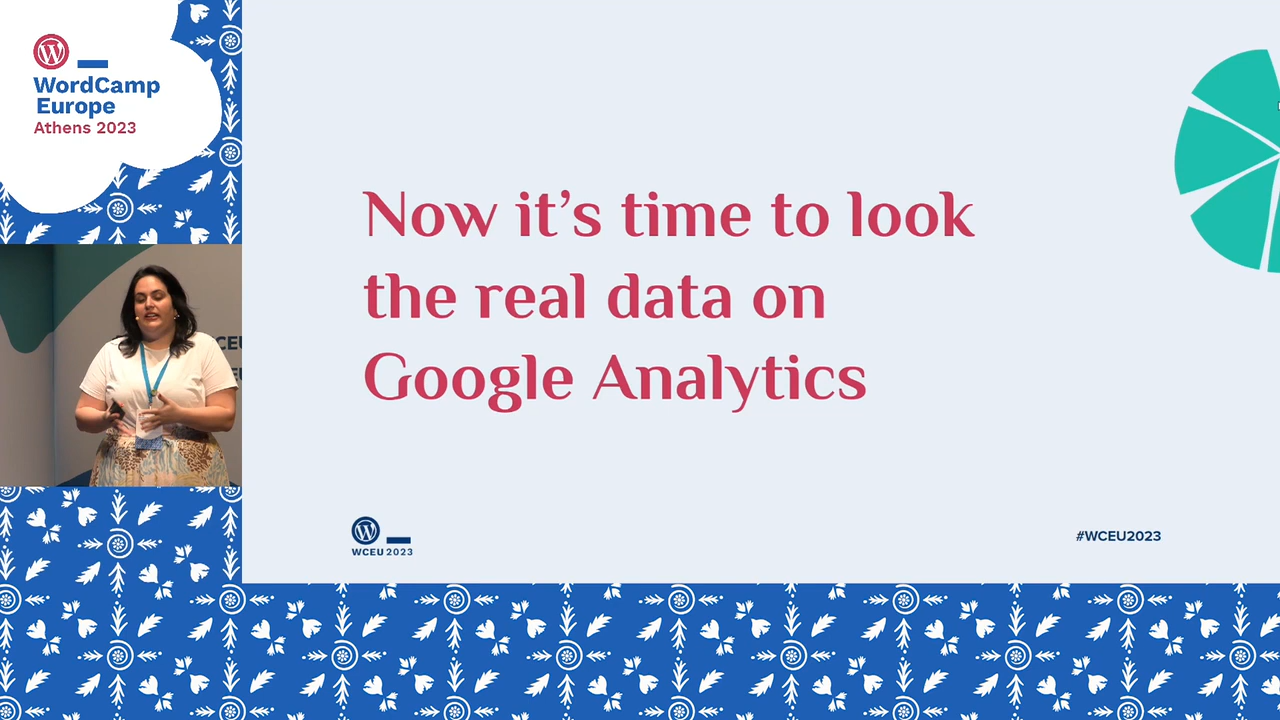 WordCamp
Europe
Athens 2023
Now it's time to look
the real data on
Google Analytics
WCEU 2023
#WCEU2023